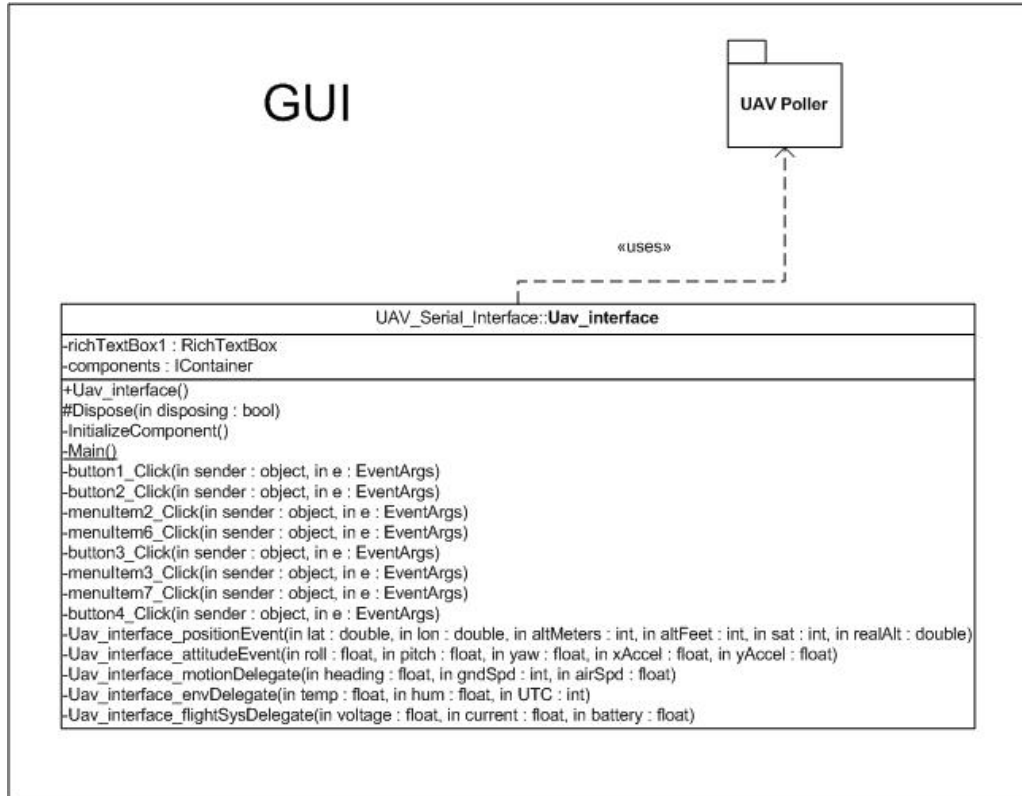 GUI
UAV Poller
«uses»
UAV_Serial_Interface::Uav_interface
-richTextBox1 : RichTextBox
-components : IContainer
+Uav_interface()
#Dispose(in disposing : bool)
-InitializeComponent()
-Main()
-button1_Click(in sender : object, in e : EventArgs)
-button2_Click(in sender : object, in e : EventArgs)
-menuItem2_Click(in sender : object, in e : EventArgs)
-menuItem6_Click(in sender : object, in e : EventArgs)
-button3_Click(in sender : object, in e : EventArgs)
-menuItem3_Click(in sender : object, in e : EventArgs)
-menuItem7_Click(in sender : object, in e : EventArgs)
-button4_Click(in sender : object, in e : EventArgs)
-Uav_interface_positionEvent(in lat : double, in lon : double, in altMeters : int, in altFeet : int, in sat : int, in realAlt : double)
-Uav_interface_attitudeEvent(in roll : float, in pitch : float, in yaw : float, in xAccel : float, in yAccel : float)
-Uav_interface_motionDelegate(in heading : float, in gndSpd : int, in airSpd : float)
-Uav_interface_envDelegate(in temp : float, in hum : float, in UTC : int)
-Uav_interface_flightSysDelegate(in voltage : float, in current : float, in battery : float)